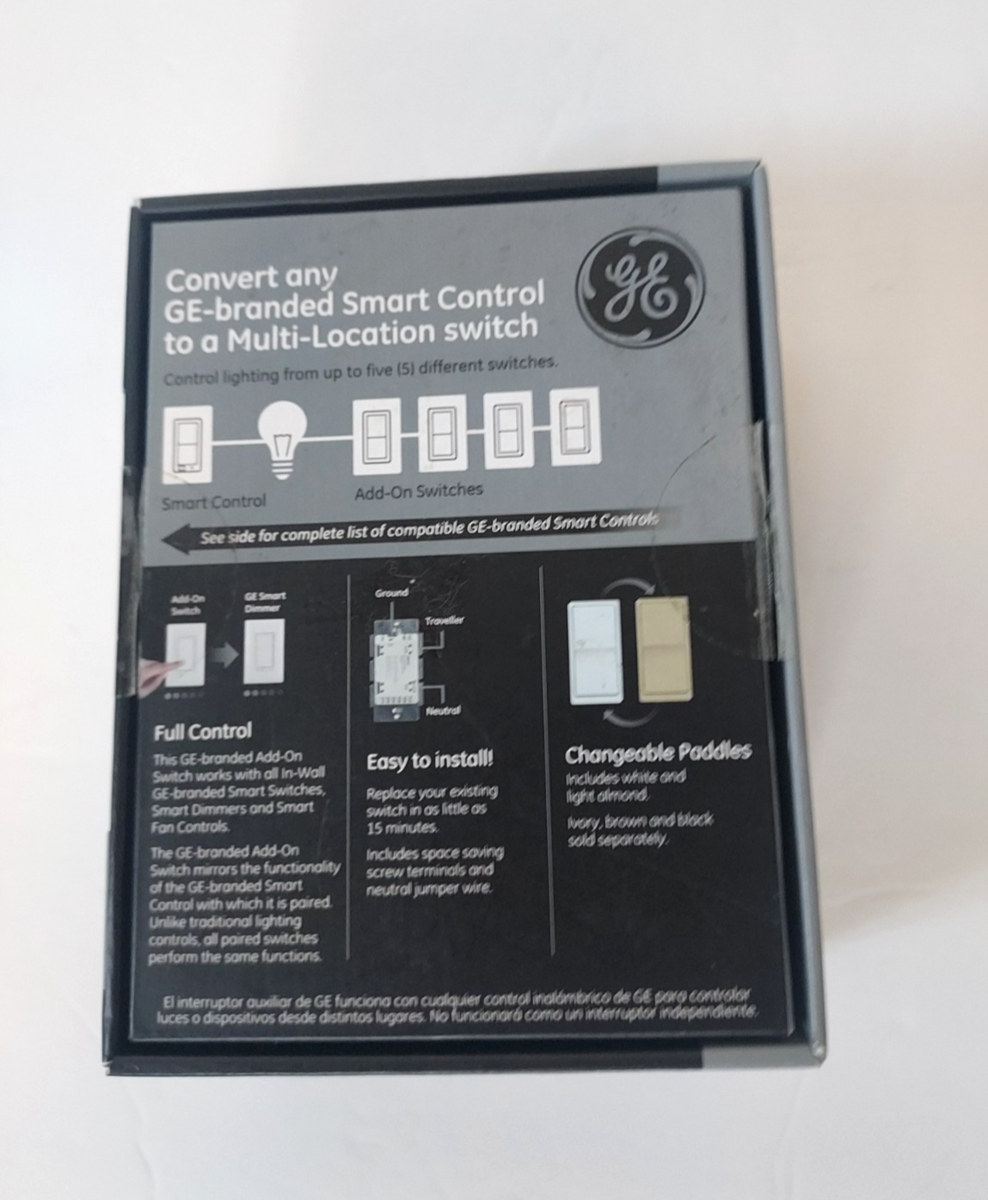 Convert any
GE-branded Smart Control
to a Multi-Location switch
GE
Control lighting from up to five (5) different switches.
Smart Control
Add-On Switches
See side for complete list of compatible GE-branded Smart Controls
Add-On
Switch
GE Smart
Dimmer
Full Control
This GE-branded Add-On
Switch works with all In-Wall
GE-branded Smart Switches,
Smart Dimmers and Smart
Fan Controls.
The GE-branded Add-On
Switch mirrors the functionality
of the GE-branded Smart
Control with which it is paired.
Unlike traditional lighting
controls, all paired switches
perform the same functions.
Ground
Traveller
Neutral
Easy to install!
Replace your existing
switch in as little as
15 minutes.
Includes space saving
screw terminals and
neutral jumper wire.
Changeable Paddles
Includes white and
light almond.
Ivory, brown and black
sold separately.
El interruptor auxiliar de GE funciona con cualquier control inalámbrico de GE para controlar
luces o dispositivos desde distintos lugares. No funcionará como un interruptor independiente.